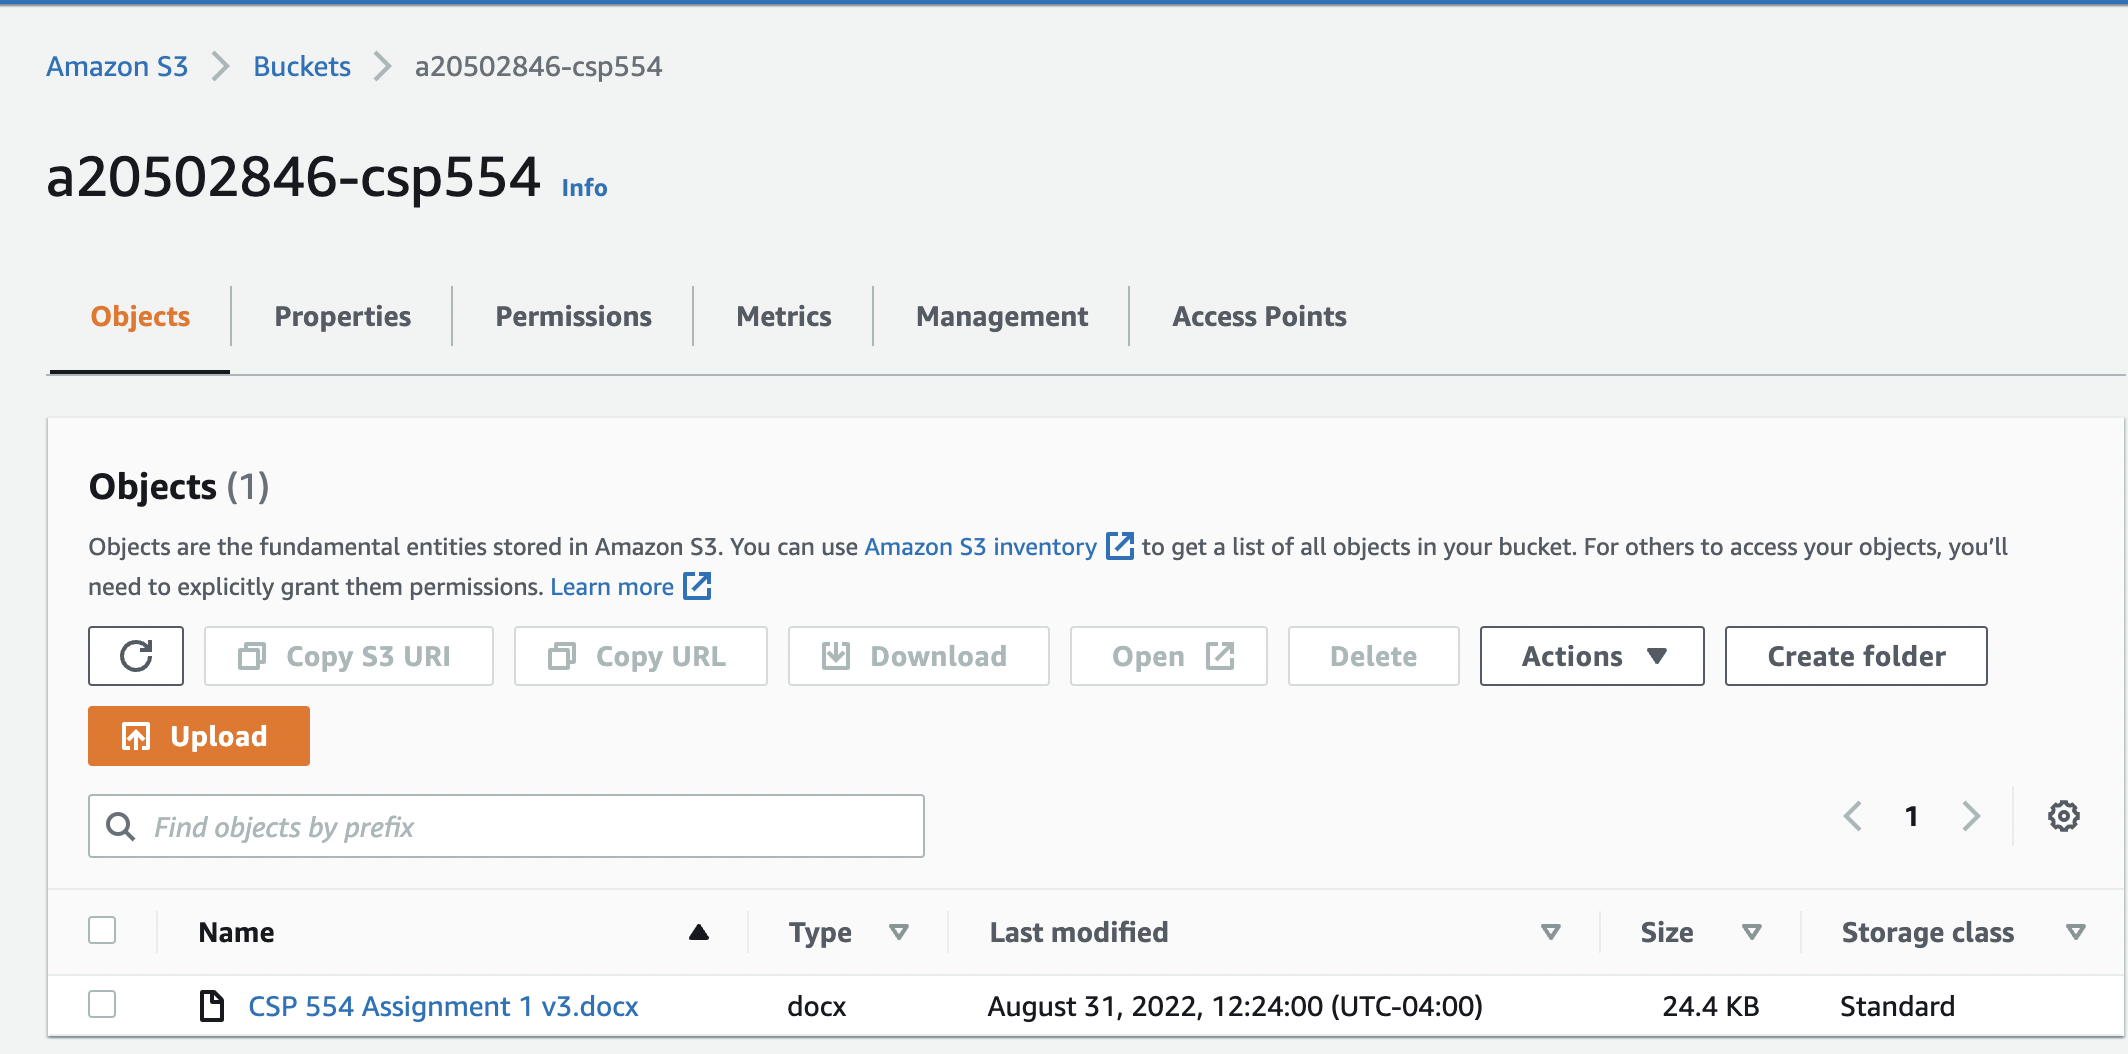 Amazon S3 Buckets a20502846-csp554
a20502846-csp554 Info
Objects Properties Permissions Metrics Management Access Points
Objects (1)
Objects are the fundamental entities stored in Amazon S3. You can use Amazon S3 inventory to get a list of all objects in your bucket. For others to access your objects, you’ll
need to explicitly grant them permissions. Learn more
Copy S3 URI Copy URL Download Open Delete Actions Create folder
Upload
Find objects by prefix 1
Name Type Last modified Size Storage class
CSP 554 Assignment 1 v3.docx docx August 31, 2022, 12:24:00 (UTC-04:00) 24.4 KB Standard